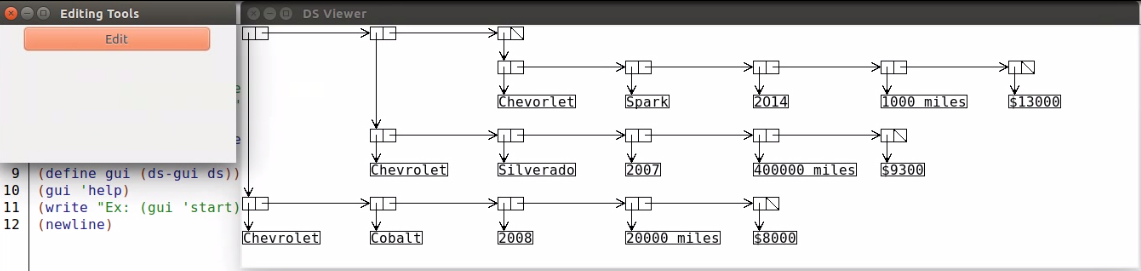 Editing Tools
DS Viewer
Edit
Chevorlet Spark 2014 1000 miles $13000
Chevrolet Silverado 2007 400000 miles $9300
9 (define gui (ds-gui ds))
10 (gui 'help)
11 (write "Ex: (gui 'start)
12 (newline)
Chevrolet Cobalt 2008 20000 miles $8000